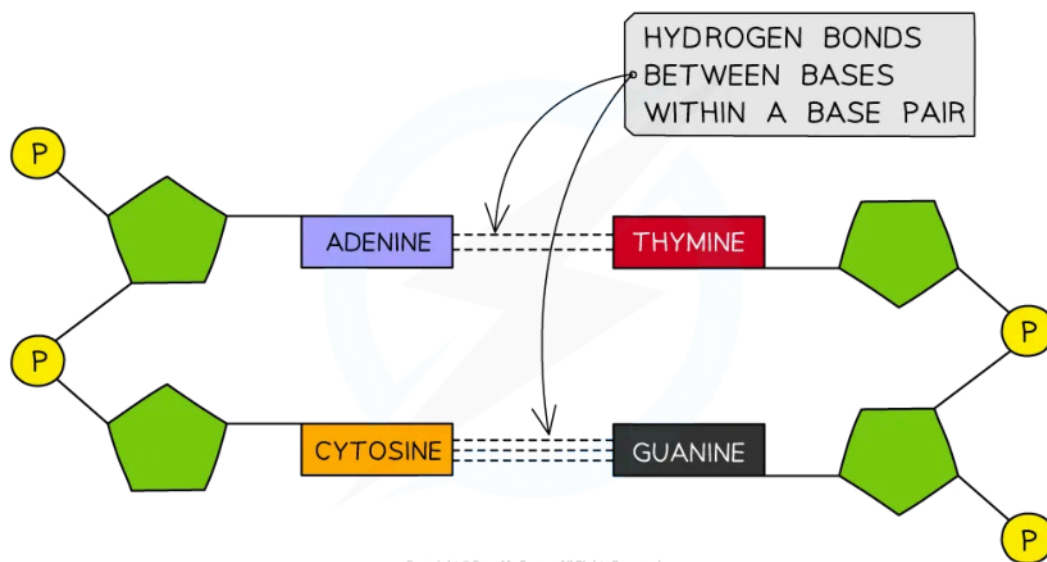 HYDROGEN BONDS
BETWEEN BASES
WITHIN A BASE PAIR
P
ADENINE
THYMINE
P
P
CYTOSINE
GUANINE
P